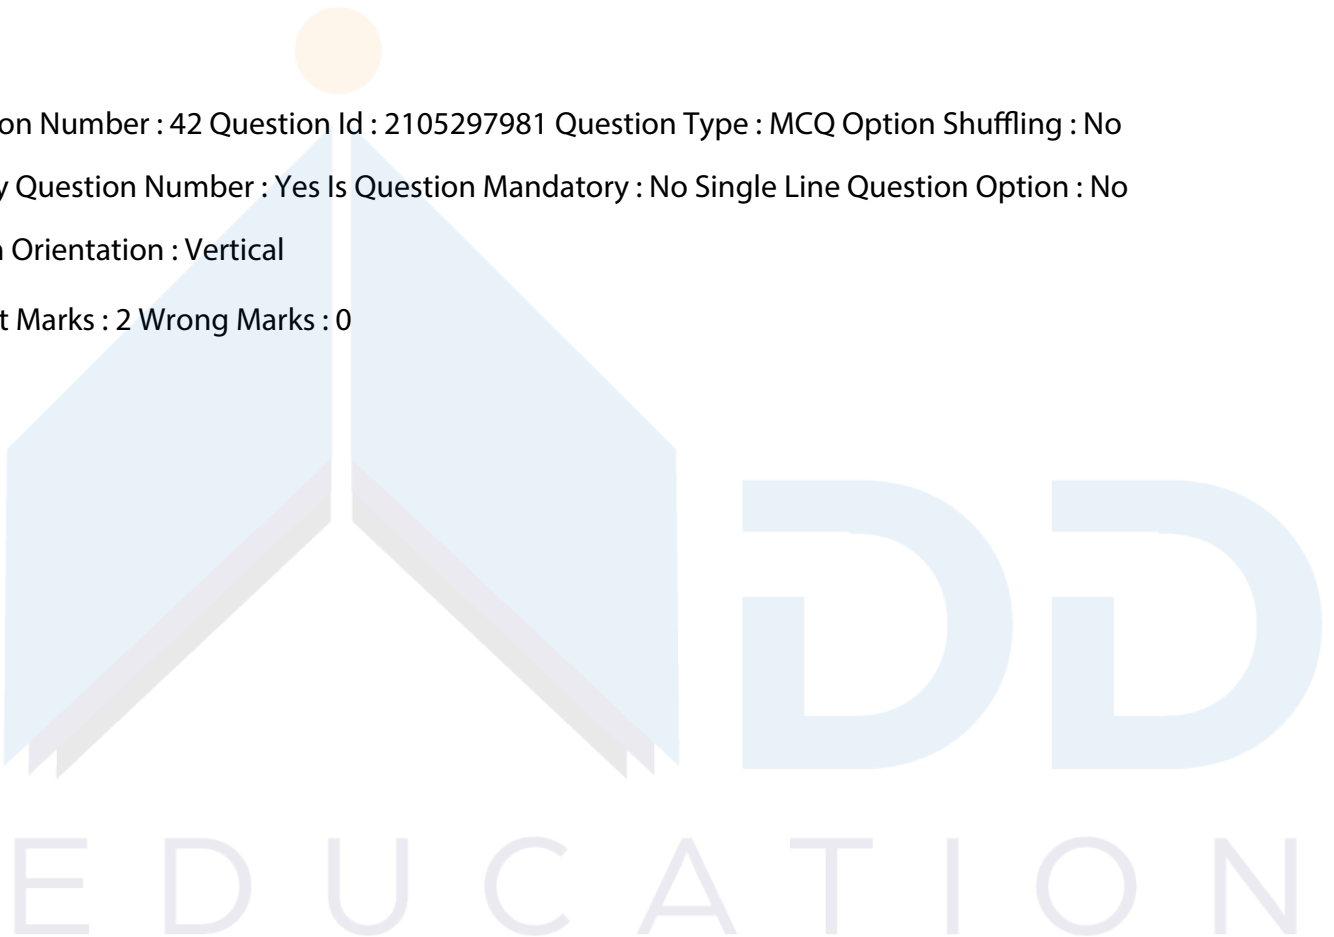 on Number : 42 Question Id : 2105297981 Question Type : MCQ Option Shuffling : No
y Question Number : Yes Is Question Mandatory : No Single Line Question Option : No
n Orientation : Vertical
t Marks : 2 Wrong Marks : 0
DD
EDUCATION